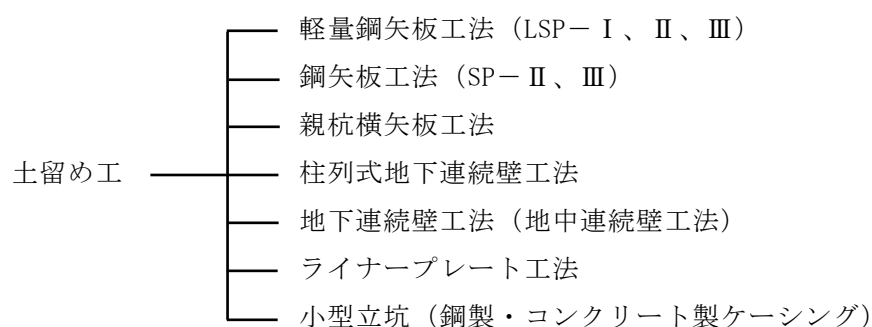 軽量鋼矢板工法（LSP－Ⅰ、Ⅱ、Ⅲ）
鋼矢板工法（SP－Ⅱ、Ⅲ）
親杭横矢板工法
土留め工
柱列式地下連続壁工法
地下連続壁工法（地中連続壁工法）
ライナープレート工法
小型立坑（鋼製・コンクリート製ケーシング）